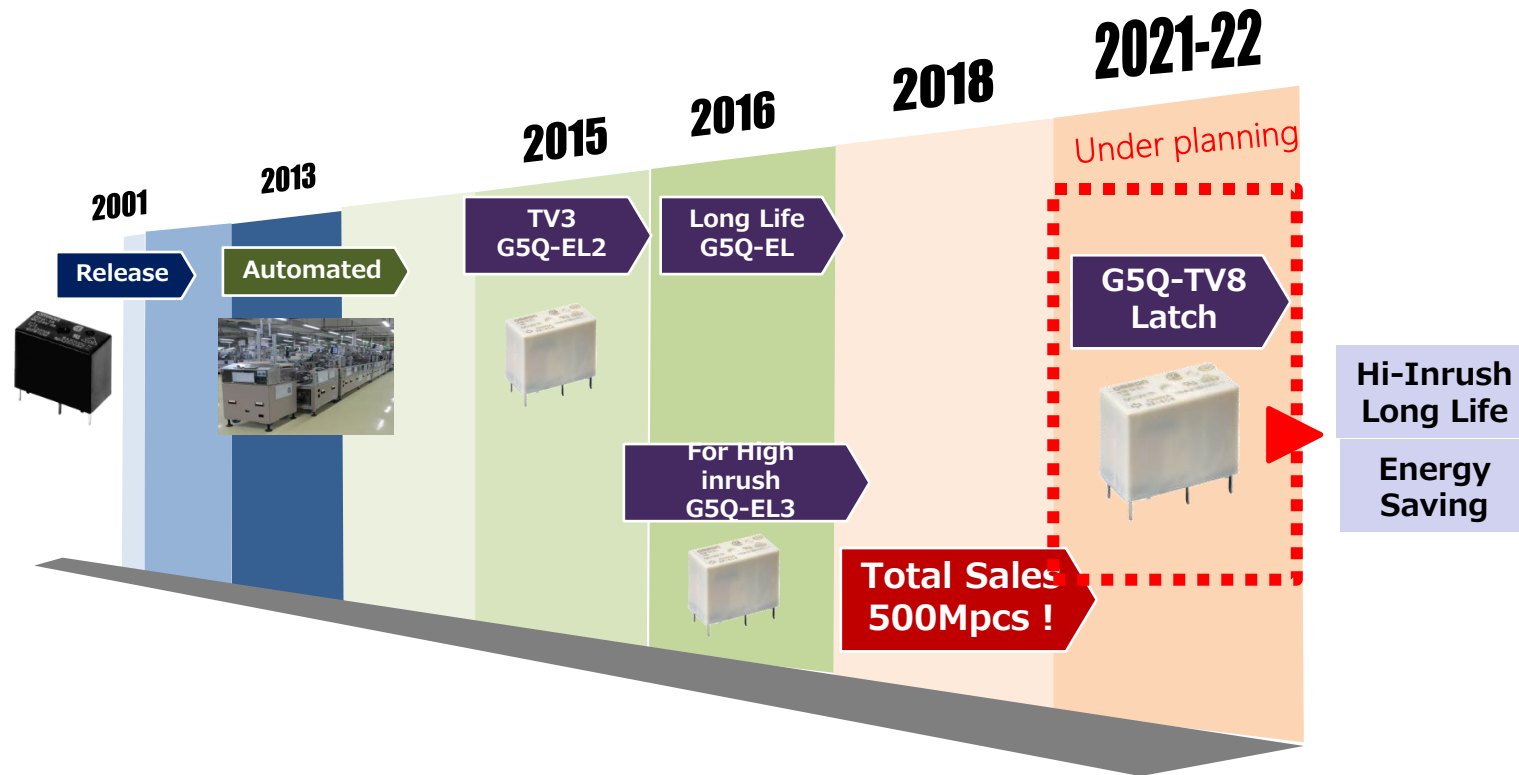 2001
2013
2015
2016
2018
2021-22
Under planning
Release
Automated
TV3
G5Q-EL2
Long Life
G5Q-EL
For High
inrush
G5Q-EL3
Total Sales
500Mpcs !
G5Q-TV8
Latch
Hi-Inrush
Long Life
Energy
Saving